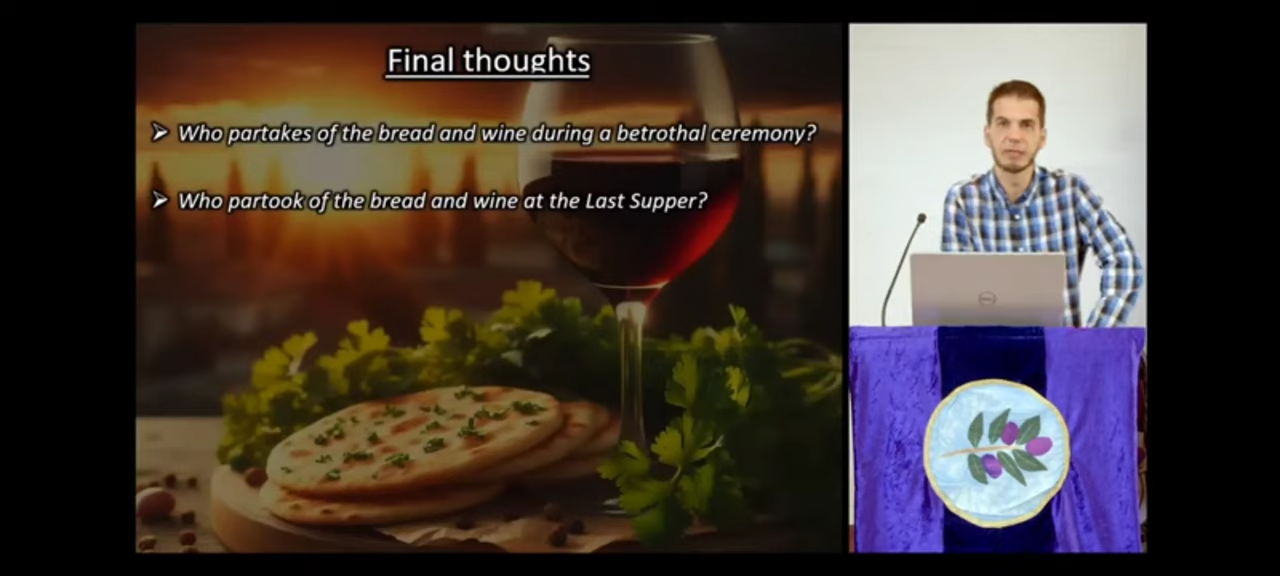 Final thoughts
➢ Who partakes of the bread and wine during a betrothal ceremony?
➢ Who partook of the bread and wine at the Last Supper?
DELL